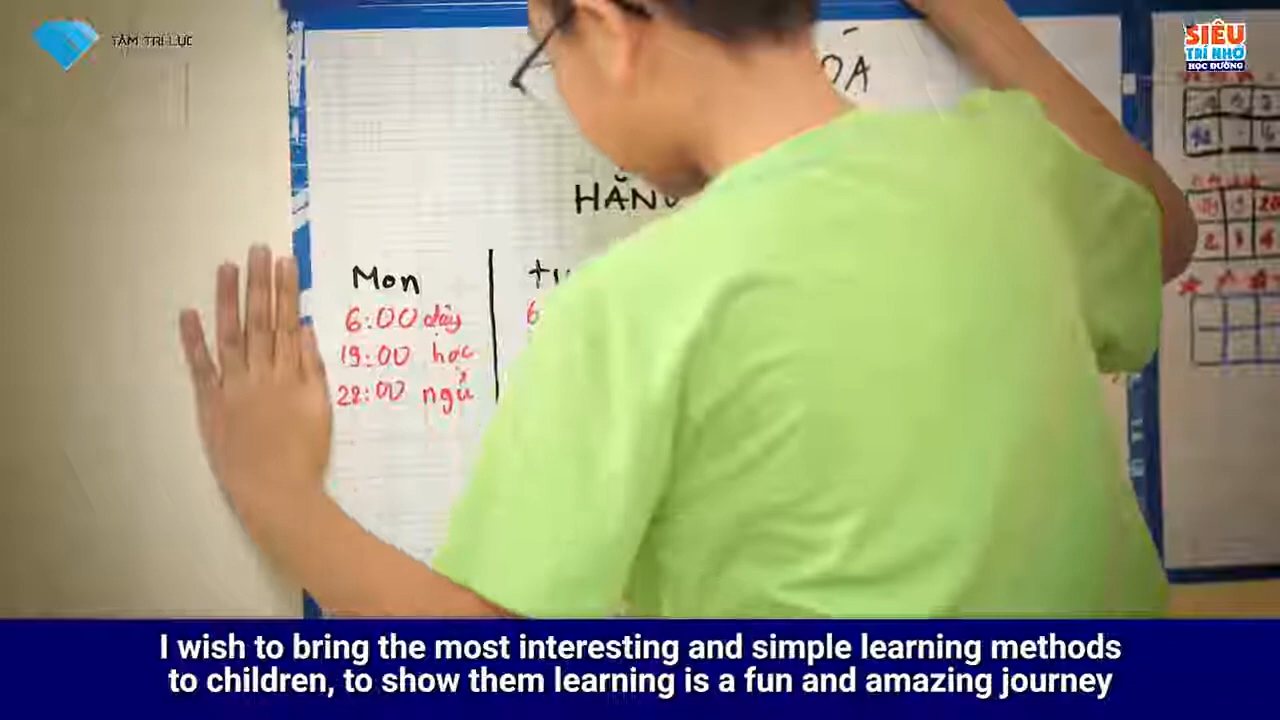 TÂM TRÍ LỰC
SIÊU
TRÍ NHỚ
HỌC ĐƯỜNG
HẰN
Mon
6:00 dậy
19:00 học
22:00 ngủ
I wish to bring the most interesting and simple learning methods
to children, to show them learning is a fun and amazing journey